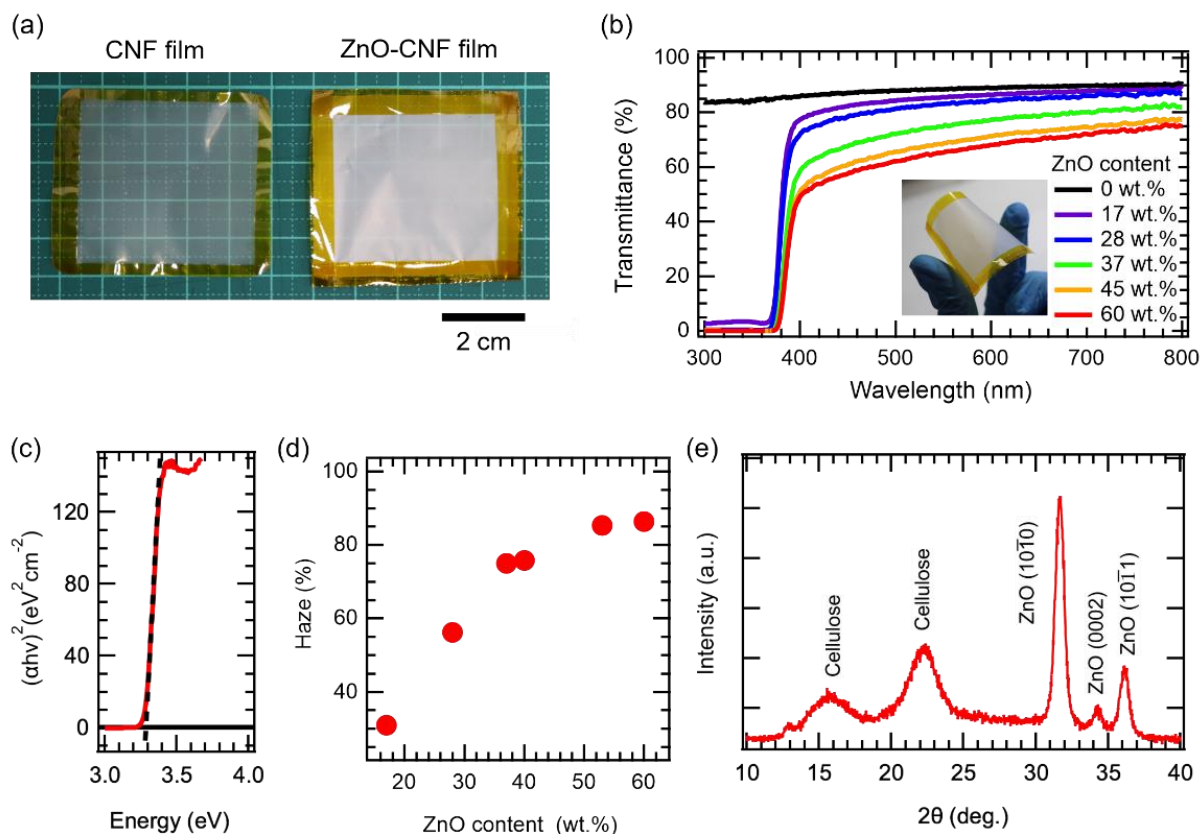 (a)
CNF film
ZnO-CNF film
2 cm
(b)
Transmittance (%)
100
80
60
40
20
0
300
400
500
600
700
800
Wavelength (nm)
ZnO content
0 wt.%
17 wt.%
28 wt.%
37 wt.%
45 wt.%
60 wt.%
(c)
(αhν)² (eV² cm⁻²)
120
80
40
0
3.0
3.5
4.0
Energy (eV)
(d)
Haze (%)
100
80
60
40
20
30
40
50
60
ZnO content (wt.%)
(e)
Intensity (a.u.)
Cellulose
Cellulose
ZnO (101̄0)
ZnO (0002)
ZnO (101̄1)
10
15
20
25
30
35
40
2θ (deg.)